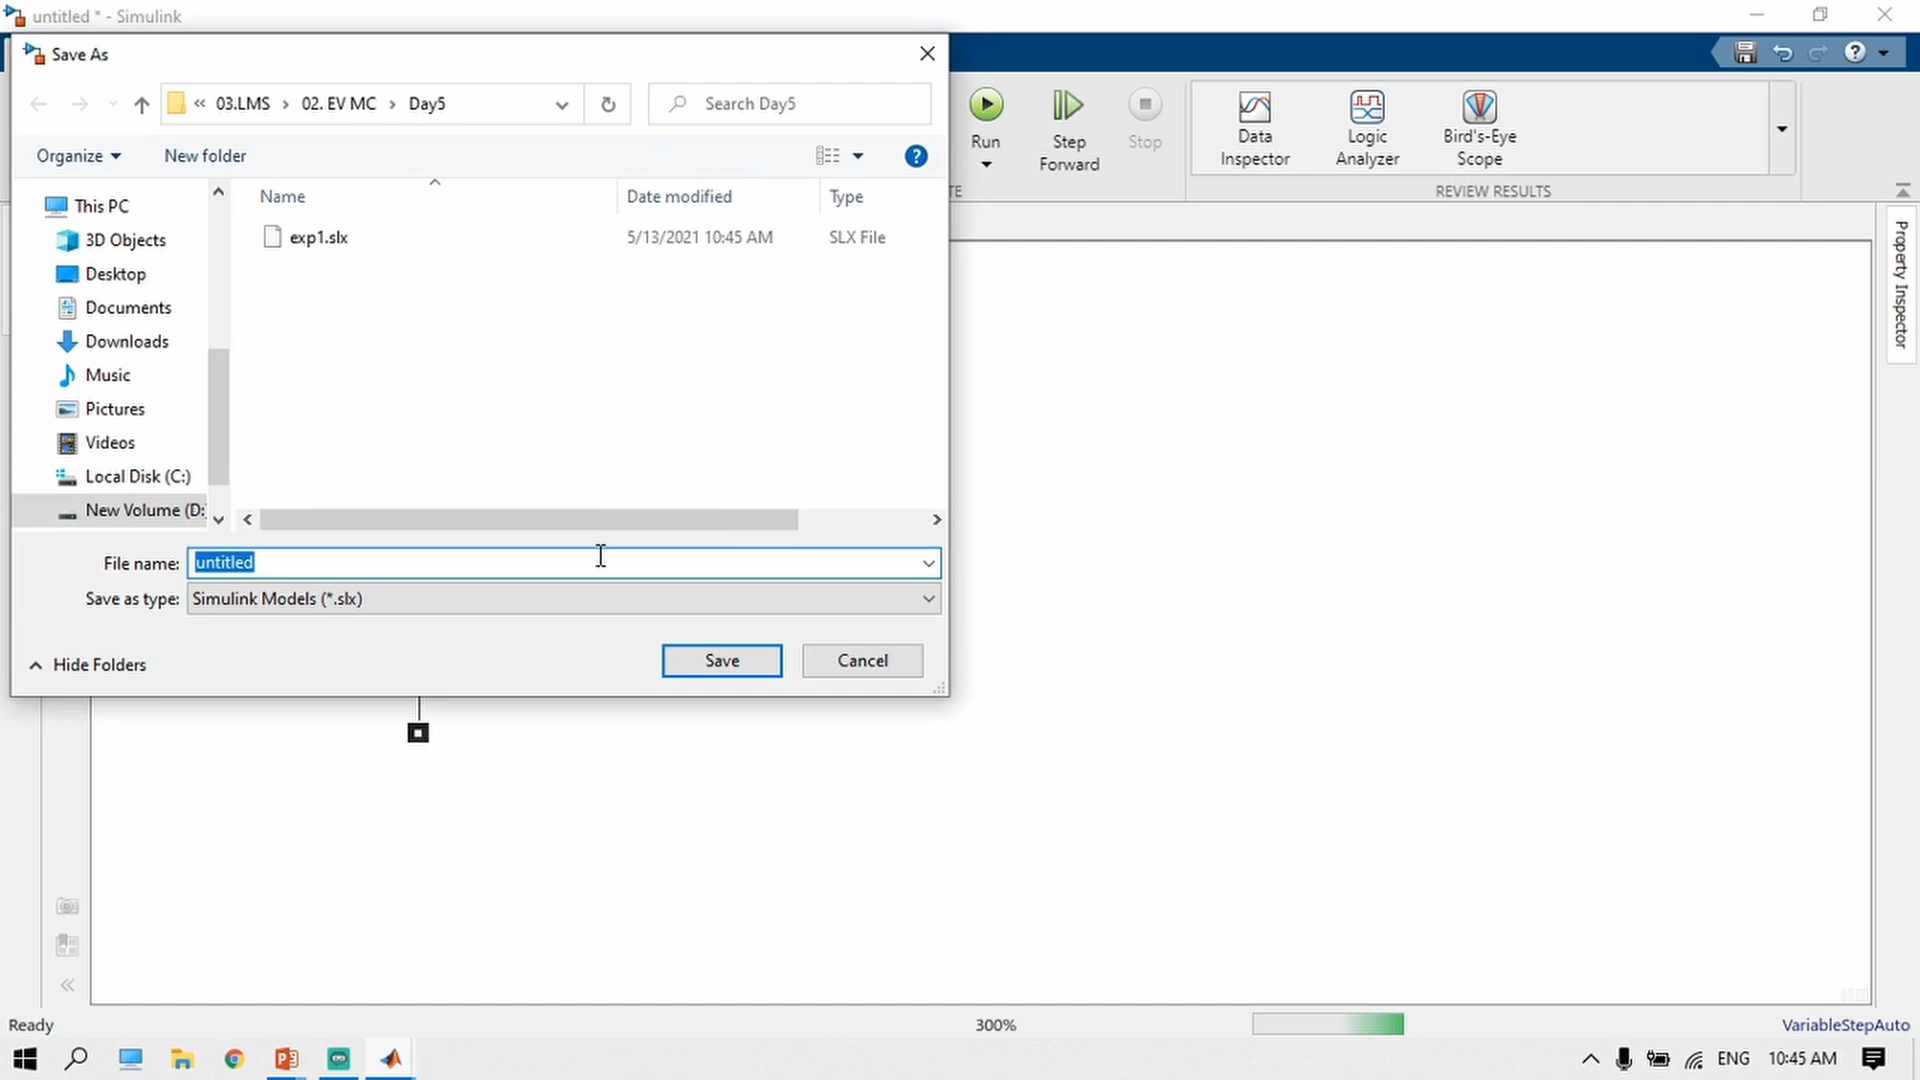 untitled * - Simulink
Save As
« 03.LMS › 02. EV MC › Day5
Search Day5
Organize
New folder
Run
Step
Forward
Stop
Data
Inspector
Logic
Analyzer
Bird's-Eye
Scope
REVIEW RESULTS
Property Inspector
This PC
3D Objects
Desktop
Documents
Downloads
Music
Pictures
Videos
Local Disk (C:)
New Volume (D:
Name
Date modified
Type
exp1.slx
5/13/2021 10:45 AM
SLX File
File name: untitled
Save as type: Simulink Models (*.slx)
Hide Folders
Save
Cancel
Ready
300%
VariableStepAuto
ENG
10:45 AM